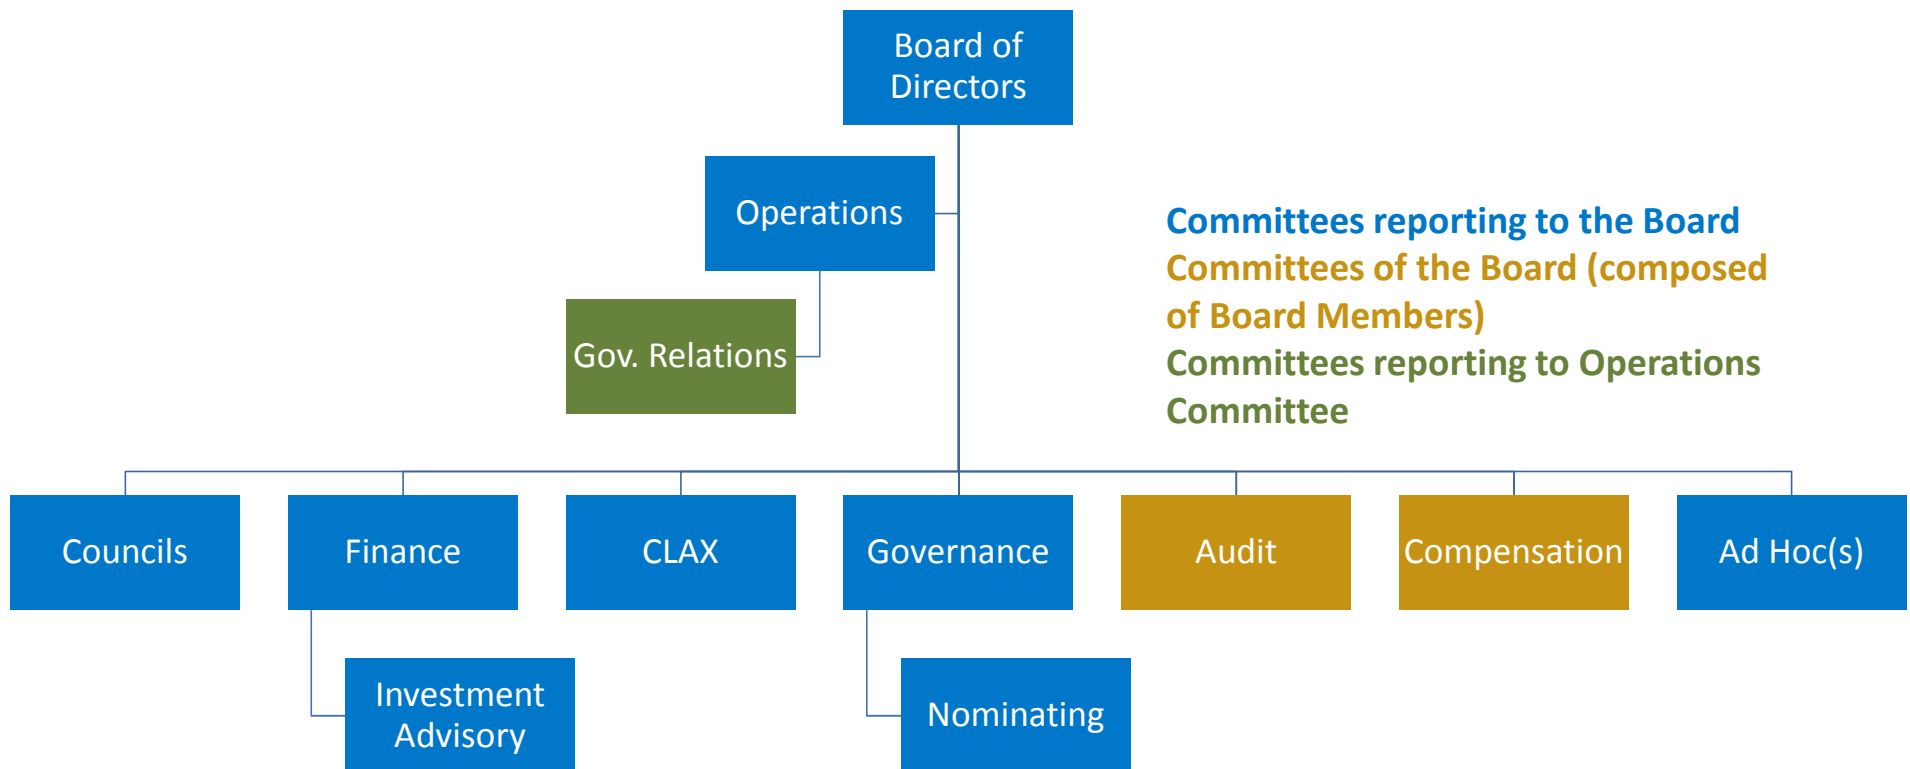 Board of
Directors
Operations
Gov. Relations
Committees reporting to the Board
Committees of the Board (composed
of Board Members)
Committees reporting to Operations
Committee
Councils
Finance
CLAX
Governance
Audit
Compensation
Ad Hoc(s)
Investment
Advisory
Nominating